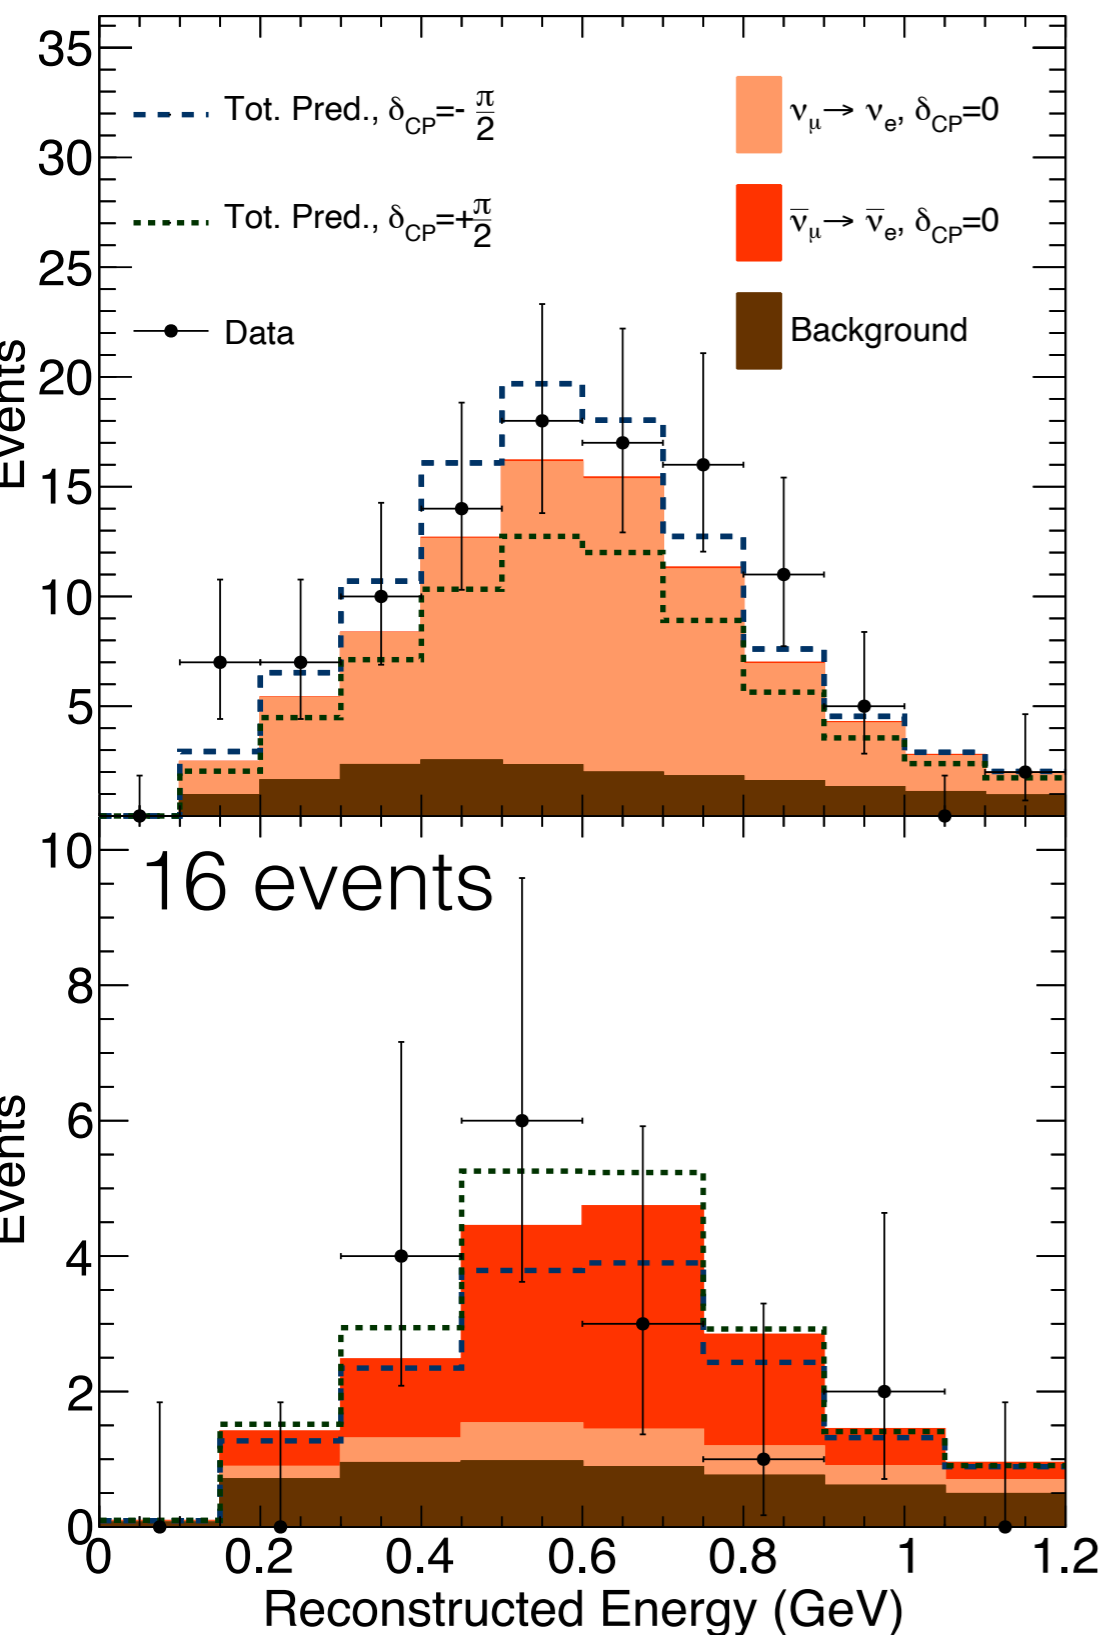 35
30
25
20
15
10
5
Events
Tot. Pred., δCP=- π/2
Tot. Pred., δCP=+π/2
Data
νμ→ νe, δCP=0
ν̅μ→ ν̅e, δCP=0
Background
10
8
6
4
2
0
Events
16 events
0 0.2 0.4 0.6 0.8 1 1.2
Reconstructed Energy (GeV)